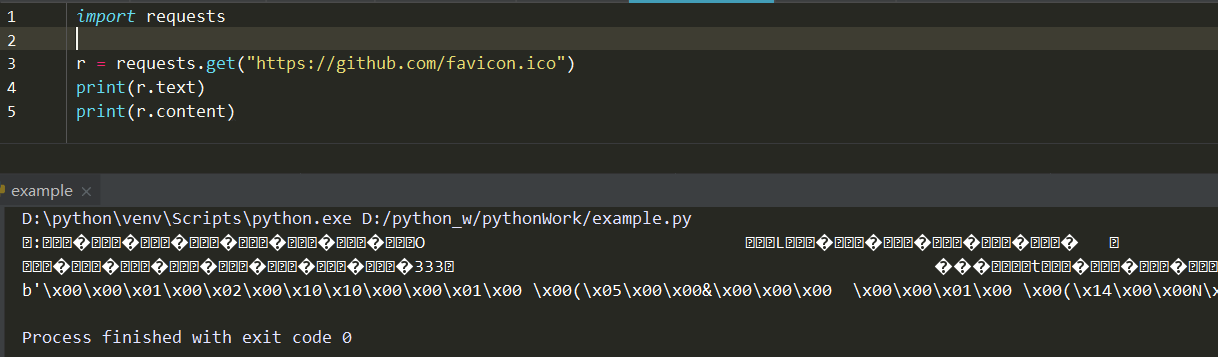 1 import requests
2
3 r = requests.get("https://github.com/favicon.ico")
4 print(r.text)
5 print(r.content)
example ×
D:\python\venv\Scripts\python.exe D:/python_w/pythonWork/example.py
:���������O L�������
��������333 ���t����
b'\x00\x00\x01\x00\x02\x00\x10\x10\x00\x00\x01\x00 \x00(\x05\x00\x00&\x00\x00\x00  \x00\x00\x01\x00 \x00(\x14\x00\x00N\x
Process finished with exit code 0